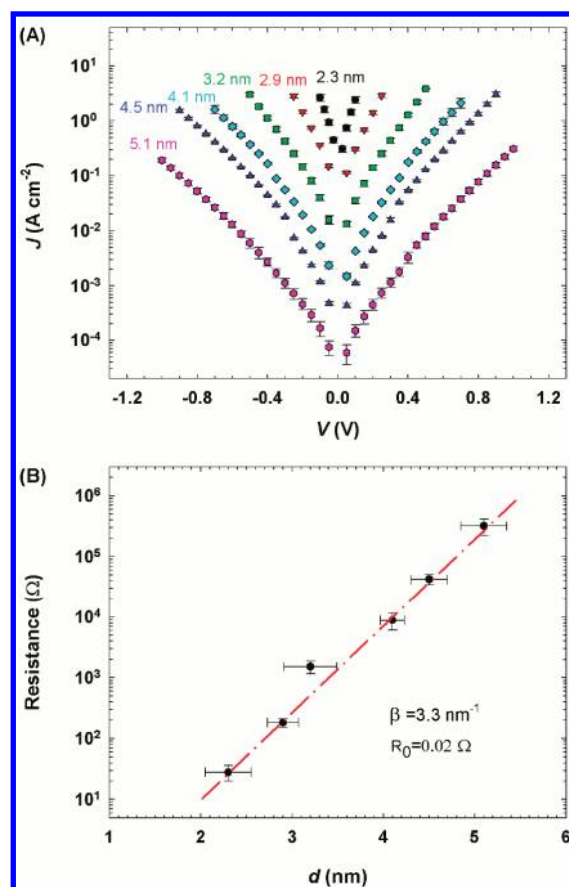 (A)
10¹
10⁰
10⁻¹
10⁻²
10⁻³
10⁻⁴
J (A cm⁻²)
5.1 nm
4.5 nm
4.1 nm
3.2 nm
2.9 nm
2.3 nm
-1.2 -0.8 -0.4 0.0 0.4 0.8 1.2
V (V)
(B)
10⁶
10⁵
10⁴
10³
10²
10¹
Resistance (Ω)
β =3.3 nm⁻¹
R₀=0.02 Ω
1 2 3 4 5 6
d (nm)